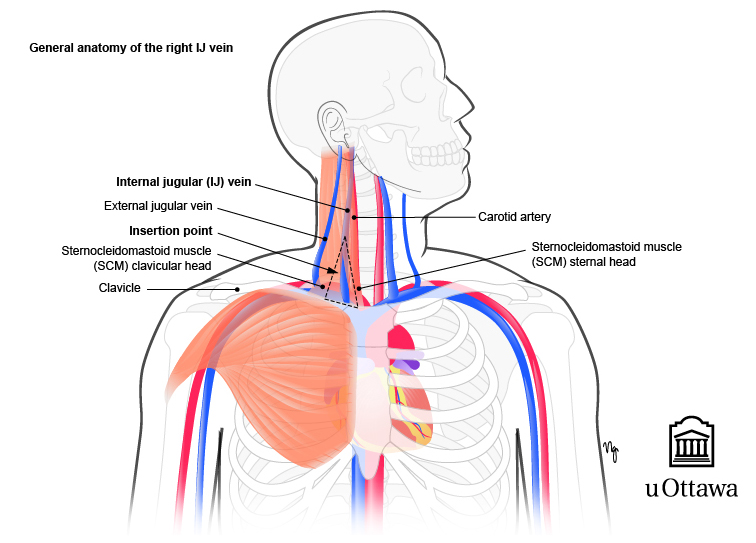 General anatomy of the right IJ vein
Internal jugular (IJ) vein
External jugular vein
Insertion point
Sternocleidomastoid muscle
(SCM) clavicular head
Clavicle
Carotid artery
Sternocleidomastoid muscle
(SCM) sternal head
uOttawa